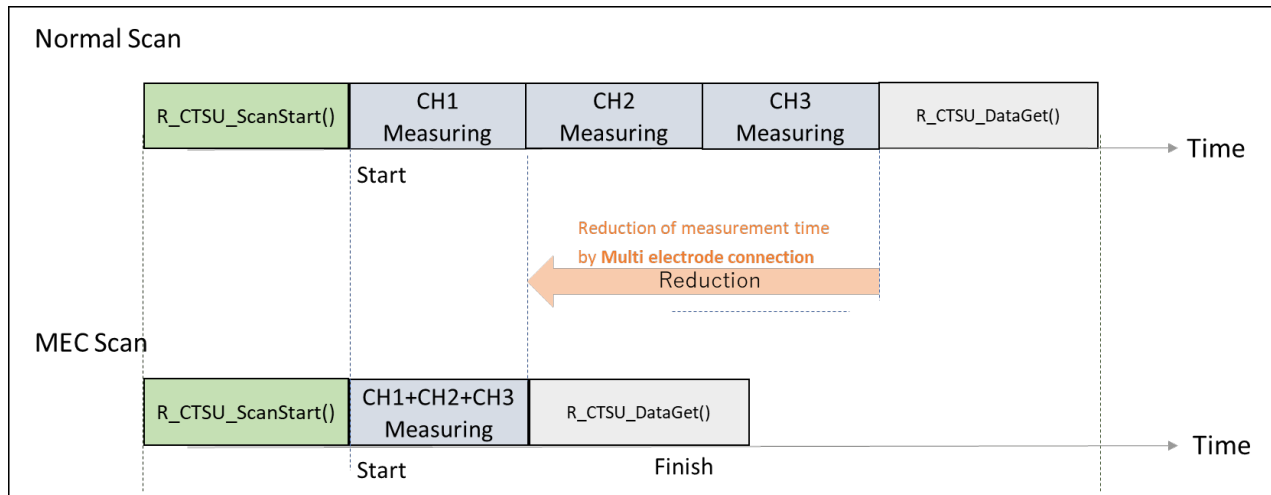 Normal Scan
R_CTSU_ScanStart()
CH1
Measuring
CH2
Measuring
CH3
Measuring
R_CTSU_DataGet()
Time
Start
Reduction of measurement time
by Multi electrode connection
Reduction
MEC Scan
R_CTSU_ScanStart()
CH1+CH2+CH3
Measuring
R_CTSU_DataGet()
Time
Start
Finish